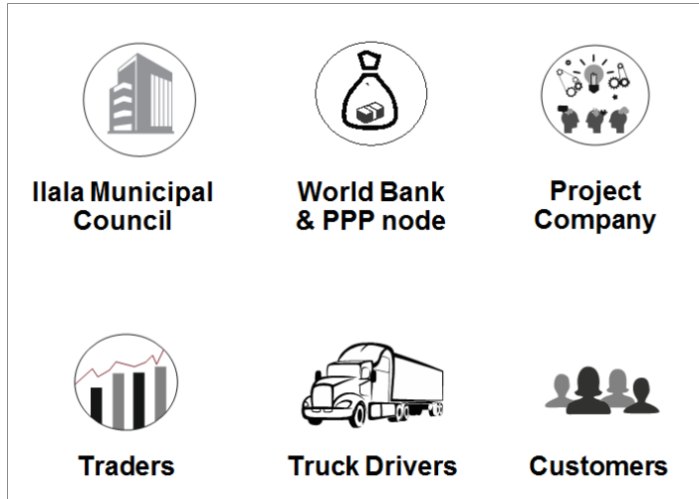 Ilala Municipal
Council
World Bank
& PPP node
Project
Company
Traders
Truck Drivers
Customers